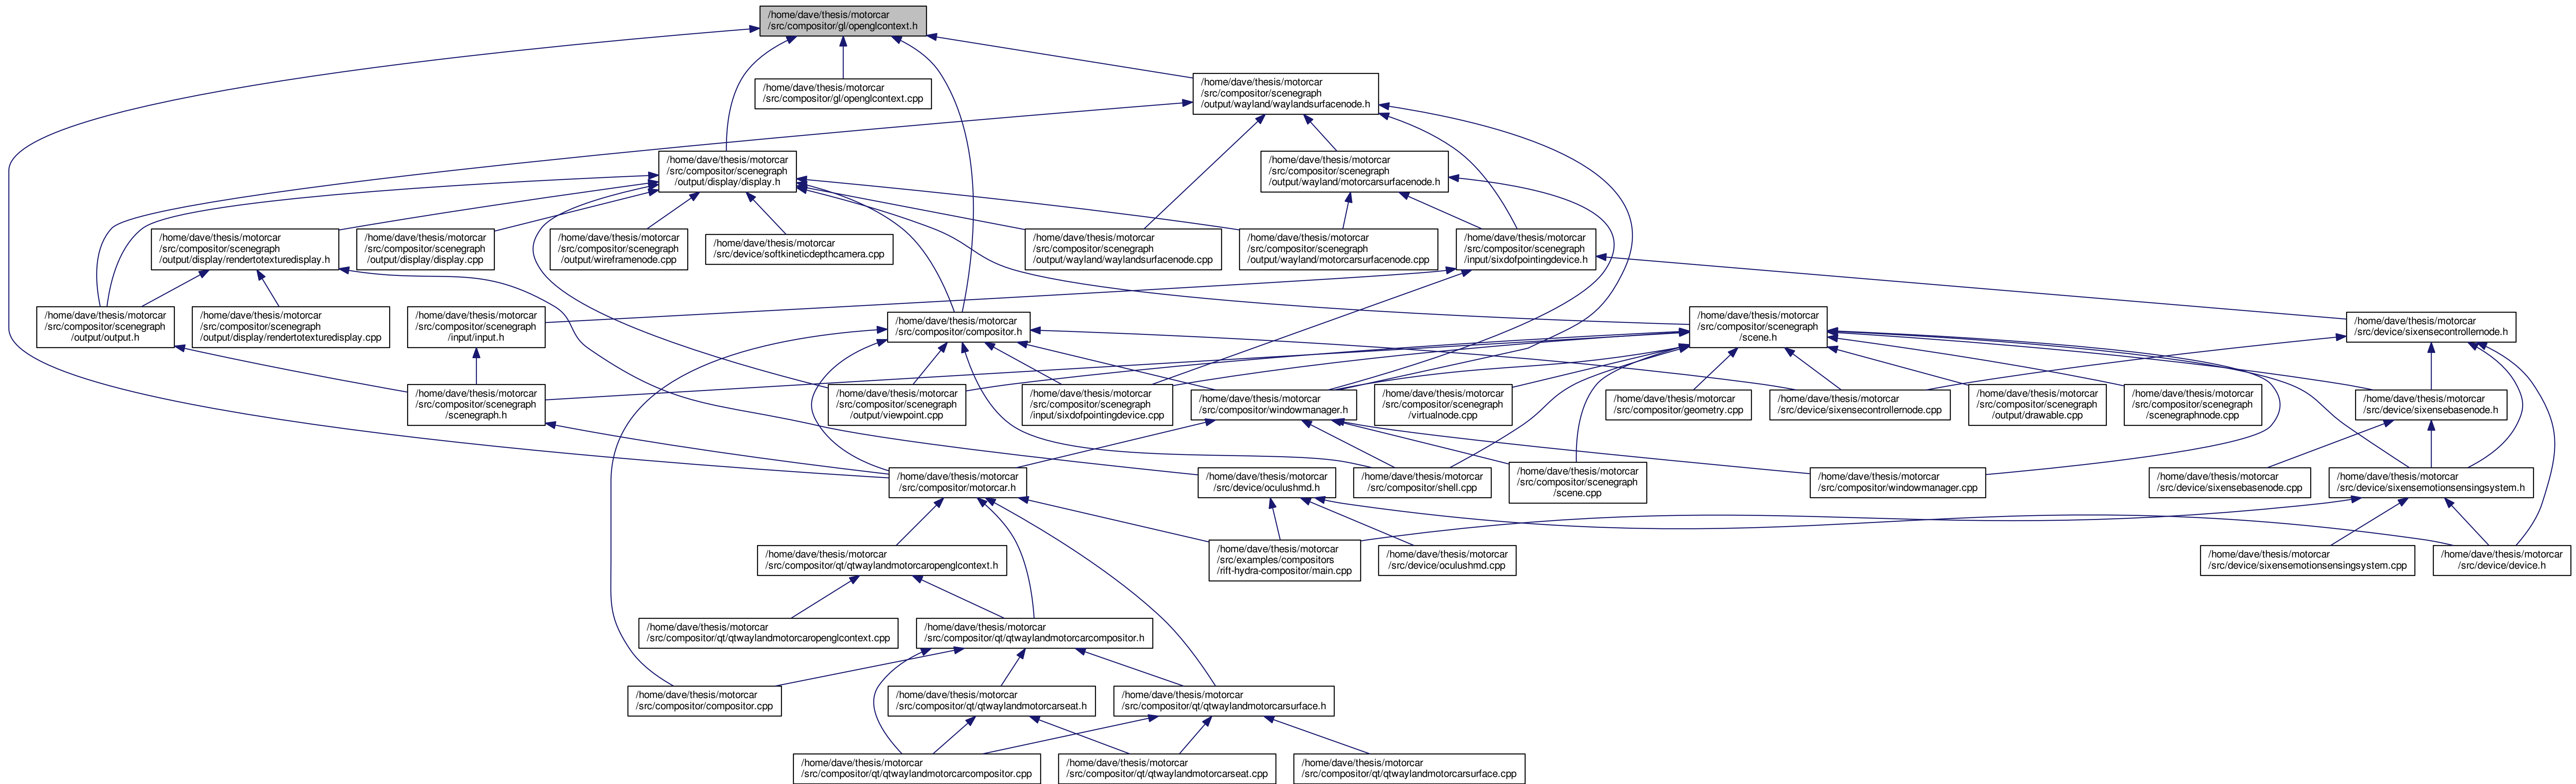 /home/dave/thesis/motorcar
/src/compositor/gl/openglcontext.h
/home/dave/thesis/motorcar
/src/compositor/gl/openglcontext.cpp
/home/dave/thesis/motorcar
/src/compositor/scenegraph
/output/wayland/waylandsurfacenode.h
/home/dave/thesis/motorcar
/src/compositor/scenegraph
/output/display/display.h
/home/dave/thesis/motorcar
/src/compositor/scenegraph
/output/wayland/motorcarsurfacenode.h
/home/dave/thesis/motorcar
/src/compositor/scenegraph
/output/display/rendertotexturedisplay.h
/home/dave/thesis/motorcar
/src/compositor/scenegraph
/output/display/display.cpp
/home/dave/thesis/motorcar
/src/compositor/scenegraph
/output/wireframenode.cpp
/home/dave/thesis/motorcar
/src/device/softkineticdepthcamera.cpp
/home/dave/thesis/motorcar
/src/compositor/scenegraph
/output/wayland/waylandsurfacenode.cpp
/home/dave/thesis/motorcar
/src/compositor/scenegraph
/output/wayland/motorcarsurfacenode.cpp
/home/dave/thesis/motorcar
/src/compositor/scenegraph
/input/sixdofpointingdevice.h
/home/dave/thesis/motorcar
/src/compositor/scenegraph
/output/output.h
/home/dave/thesis/motorcar
/src/compositor/scenegraph
/output/display/rendertotexturedisplay.cpp
/home/dave/thesis/motorcar
/src/compositor/scenegraph
/input/input.h
/home/dave/thesis/motorcar
/src/compositor/compositor.h
/home/dave/thesis/motorcar
/src/compositor/scenegraph
/scene.h
/home/dave/thesis/motorcar
/src/device/sixensecontrollernode.h
/home/dave/thesis/motorcar
/src/compositor/scenegraph
/scenegraph.h
/home/dave/thesis/motorcar
/src/compositor/scenegraph
/output/viewpoint.cpp
/home/dave/thesis/motorcar
/src/compositor/scenegraph
/input/sixdofpointingdevice.cpp
/home/dave/thesis/motorcar
/src/compositor/windowmanager.h
/home/dave/thesis/motorcar
/src/compositor/scenegraph
/virtualnode.cpp
/home/dave/thesis/motorcar
/src/compositor/geometry.cpp
/home/dave/thesis/motorcar
/src/device/sixensecontrollernode.cpp
/home/dave/thesis/motorcar
/src/compositor/scenegraph
/output/drawable.cpp
/home/dave/thesis/motorcar
/src/compositor/scenegraph
/scenegraphnode.cpp
/home/dave/thesis/motorcar
/src/device/sixensebasenode.h
/home/dave/thesis/motorcar
/src/compositor/motorcar.h
/home/dave/thesis/motorcar
/src/device/oculushmd.h
/home/dave/thesis/motorcar
/src/compositor/shell.cpp
/home/dave/thesis/motorcar
/src/compositor/scenegraph
/scene.cpp
/home/dave/thesis/motorcar
/src/compositor/windowmanager.cpp
/home/dave/thesis/motorcar
/src/device/sixensebasenode.cpp
/home/dave/thesis/motorcar
/src/device/sixensemotionsensingsystem.h
/home/dave/thesis/motorcar
/src/compositor/qt/qtwaylandmotorcaropenglcontext.h
/home/dave/thesis/motorcar
/src/examples/compositors
/rift-hydra-compositor/main.cpp
/home/dave/thesis/motorcar
/src/device/oculushmd.cpp
/home/dave/thesis/motorcar
/src/device/sixensemotionsensingsystem.cpp
/home/dave/thesis/motorcar
/src/device/device.h
/home/dave/thesis/motorcar
/src/compositor/qt/qtwaylandmotorcaropenglcontext.cpp
/home/dave/thesis/motorcar
/src/compositor/qt/qtwaylandmotorcarcompositor.h
/home/dave/thesis/motorcar
/src/compositor/compositor.cpp
/home/dave/thesis/motorcar
/src/compositor/qt/qtwaylandmotorcarseat.h
/home/dave/thesis/motorcar
/src/compositor/qt/qtwaylandmotorcarsurface.h
/home/dave/thesis/motorcar
/src/compositor/qt/qtwaylandmotorcarcompositor.cpp
/home/dave/thesis/motorcar
/src/compositor/qt/qtwaylandmotorcarseat.cpp
/home/dave/thesis/motorcar
/src/compositor/qt/qtwaylandmotorcarsurface.cpp